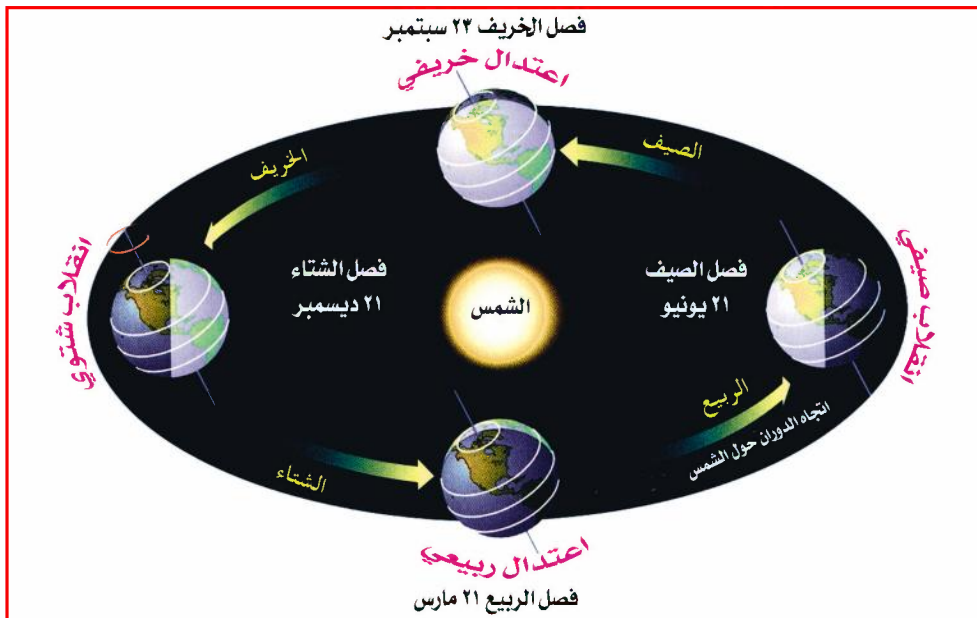 فصل الخريف ٢٣ سبتمبر
اعتدال خريفي
الصيف
الخريف
انقلاب صيفي
فصل الصيف
٢١ يونيو
الشمس
فصل الشتاء
٢١ ديسمبر
انقلاب شتوي
الربيع
اتجاه الدوران حول الشمس
الشتاء
اعتدال ربيعي
فصل الربيع ٢١ مارس